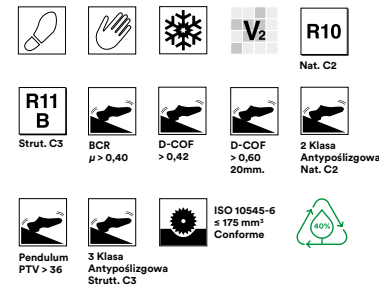 V2
R10
Nat. C2
R11
B
Strut. C3
BCR
μ > 0,40
D-COF
> 0,42
D-COF
> 0,60
20mm.
2 Klasa
Antypoślizgowa
Nat. C2
Pendulum
PTV > 36
3 Klasa
Antypoślizgowa
Strutt. C3
ISO 10545-6
≤ 175 mm³
Conforme
40%